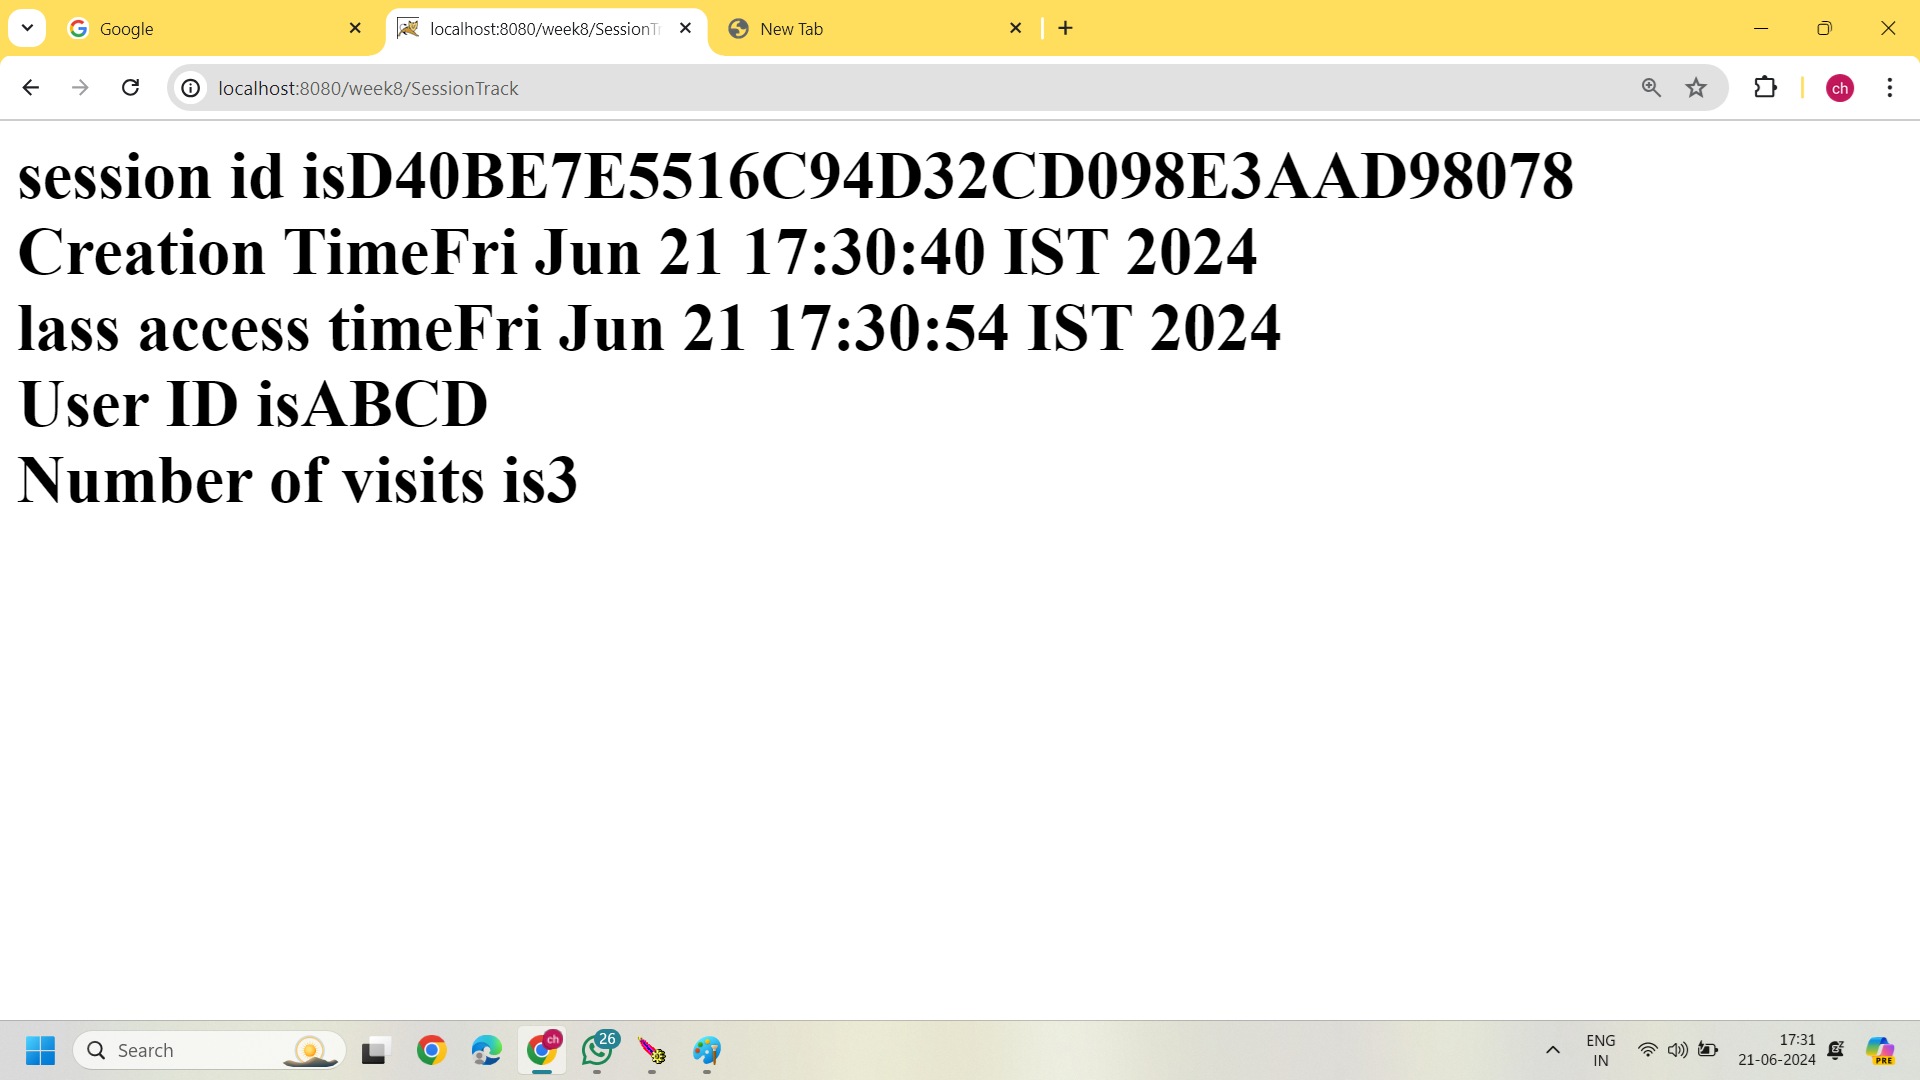 Google
localhost:8080/week8/SessionTr
New Tab
localhost:8080/week8/SessionTrack
ch
session id isD40BE7E5516C94D32CD098E3AAD98078
Creation TimeFri Jun 21 17:30:40 IST 2024
lass access timeFri Jun 21 17:30:54 IST 2024
User ID isABCD
Number of visits is3
Search
ch
26
ENG
IN
17:31
21-06-2024
PRE